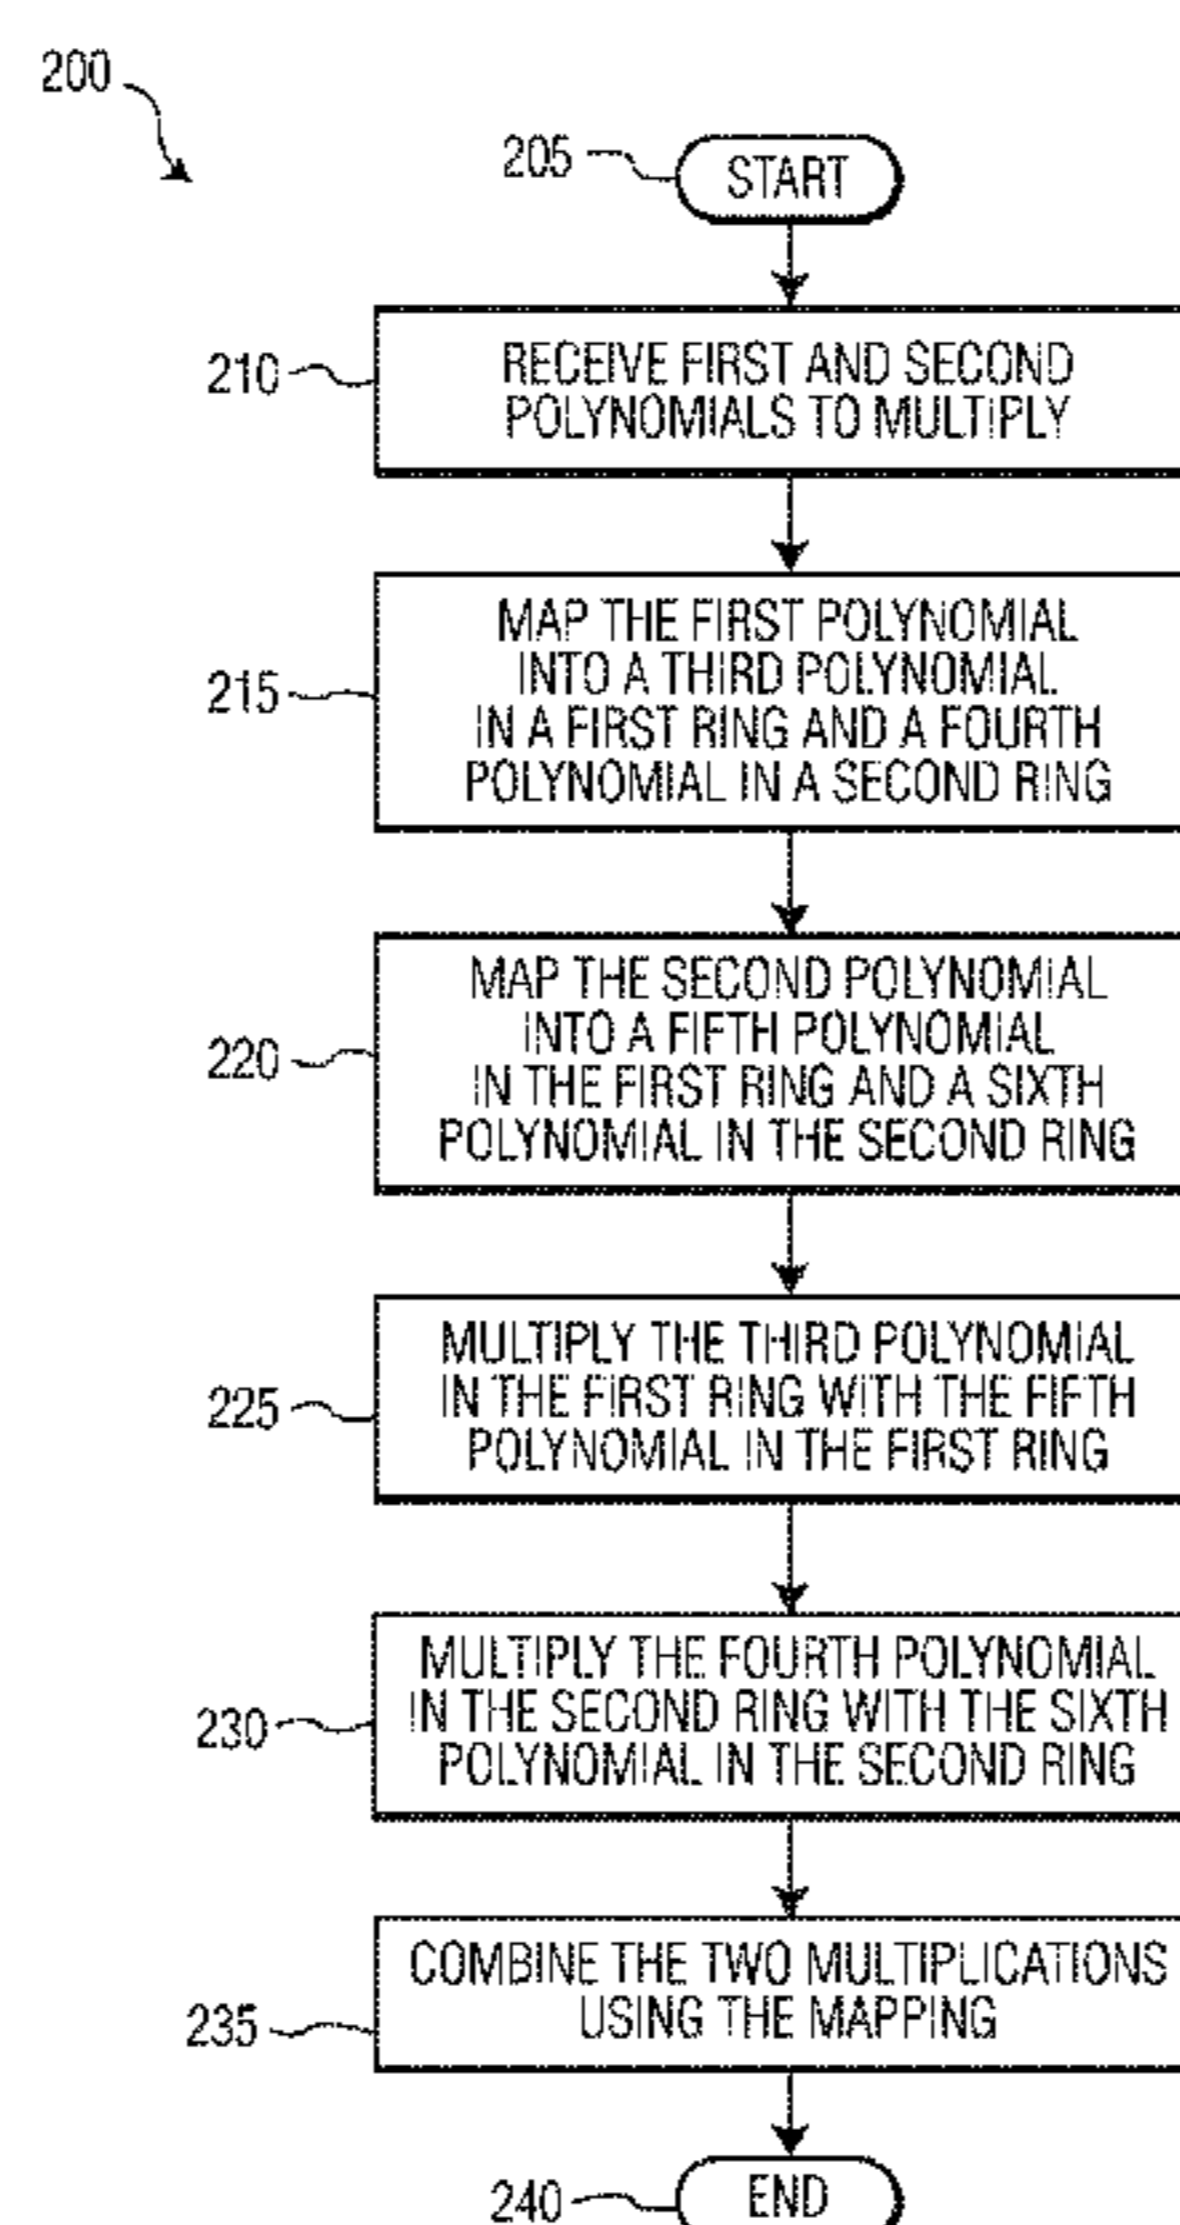 200
205
START
210
RECEIVE FIRST AND SECOND
POLYNOMIALS TO MULTIPLY
215
MAP THE FIRST POLYNOMIAL
INTO A THIRD POLYNOMIAL
IN A FIRST RING AND A FOURTH
POLYNOMIAL IN A SECOND RING
220
MAP THE SECOND POLYNOMIAL
INTO A FIFTH POLYNOMIAL
IN THE FIRST RING AND A SIXTH
POLYNOMIAL IN THE SECOND RING
225
MULTIPLY THE THIRD POLYNOMIAL
IN THE FIRST RING WITH THE FIFTH
POLYNOMIAL IN THE FIRST RING
230
MULTIPLY THE FOURTH POLYNOMIAL
IN THE SECOND RING WITH THE SIXTH
POLYNOMIAL IN THE SECOND RING
235
COMBINE THE TWO MULTIPLICATIONS
USING THE MAPPING
240
END